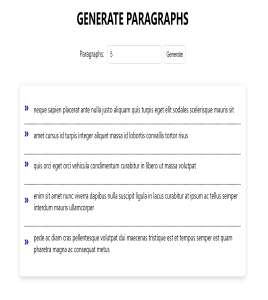 GENERATE PARAGRAPHS
Paragraphs: 5 Generate
» neque sapien placerat ante nulla justo aliquam quis turpis eget elit sodales scelerisque mauris sit
» amet cursus id turpis integer aliquet massa id lobortis convallis tortor risus
» quis orci eget orci vehicula condimentum curabitur in libero ut massa volutpat
» enim sit amet nunc viverra dapibus nulla suscipit ligula in lacus curabitur at ipsum ac tellus semper
interdum mauris ullamcorper
» pede ac diam cras pellentesque volutpat dui maecenas tristique est et tempus semper est quam
pharetra magna ac consequat metus